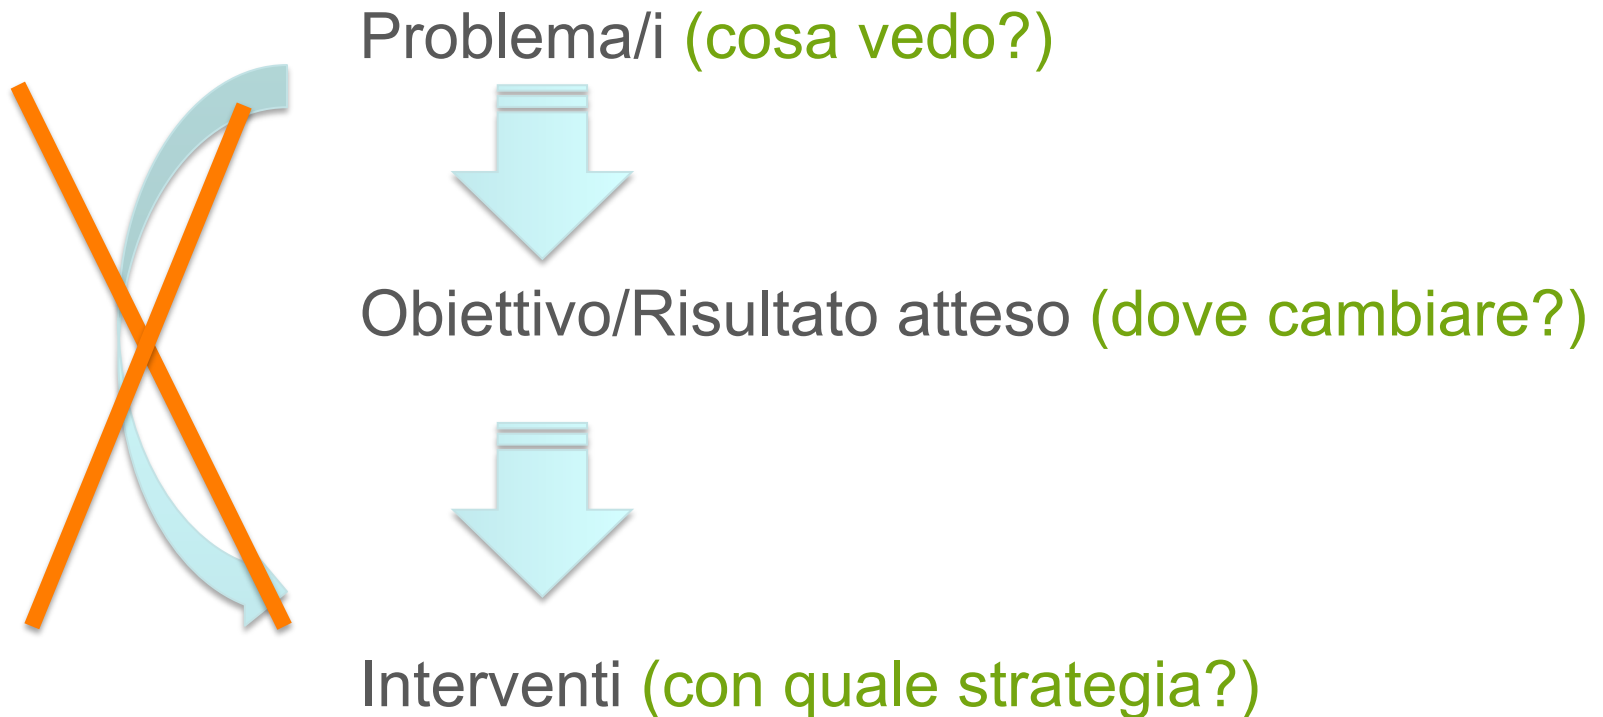 Problema/i (cosa vedo?)
Obiettivo/Risultato atteso (dove cambiare?)
Interventi (con quale strategia?)